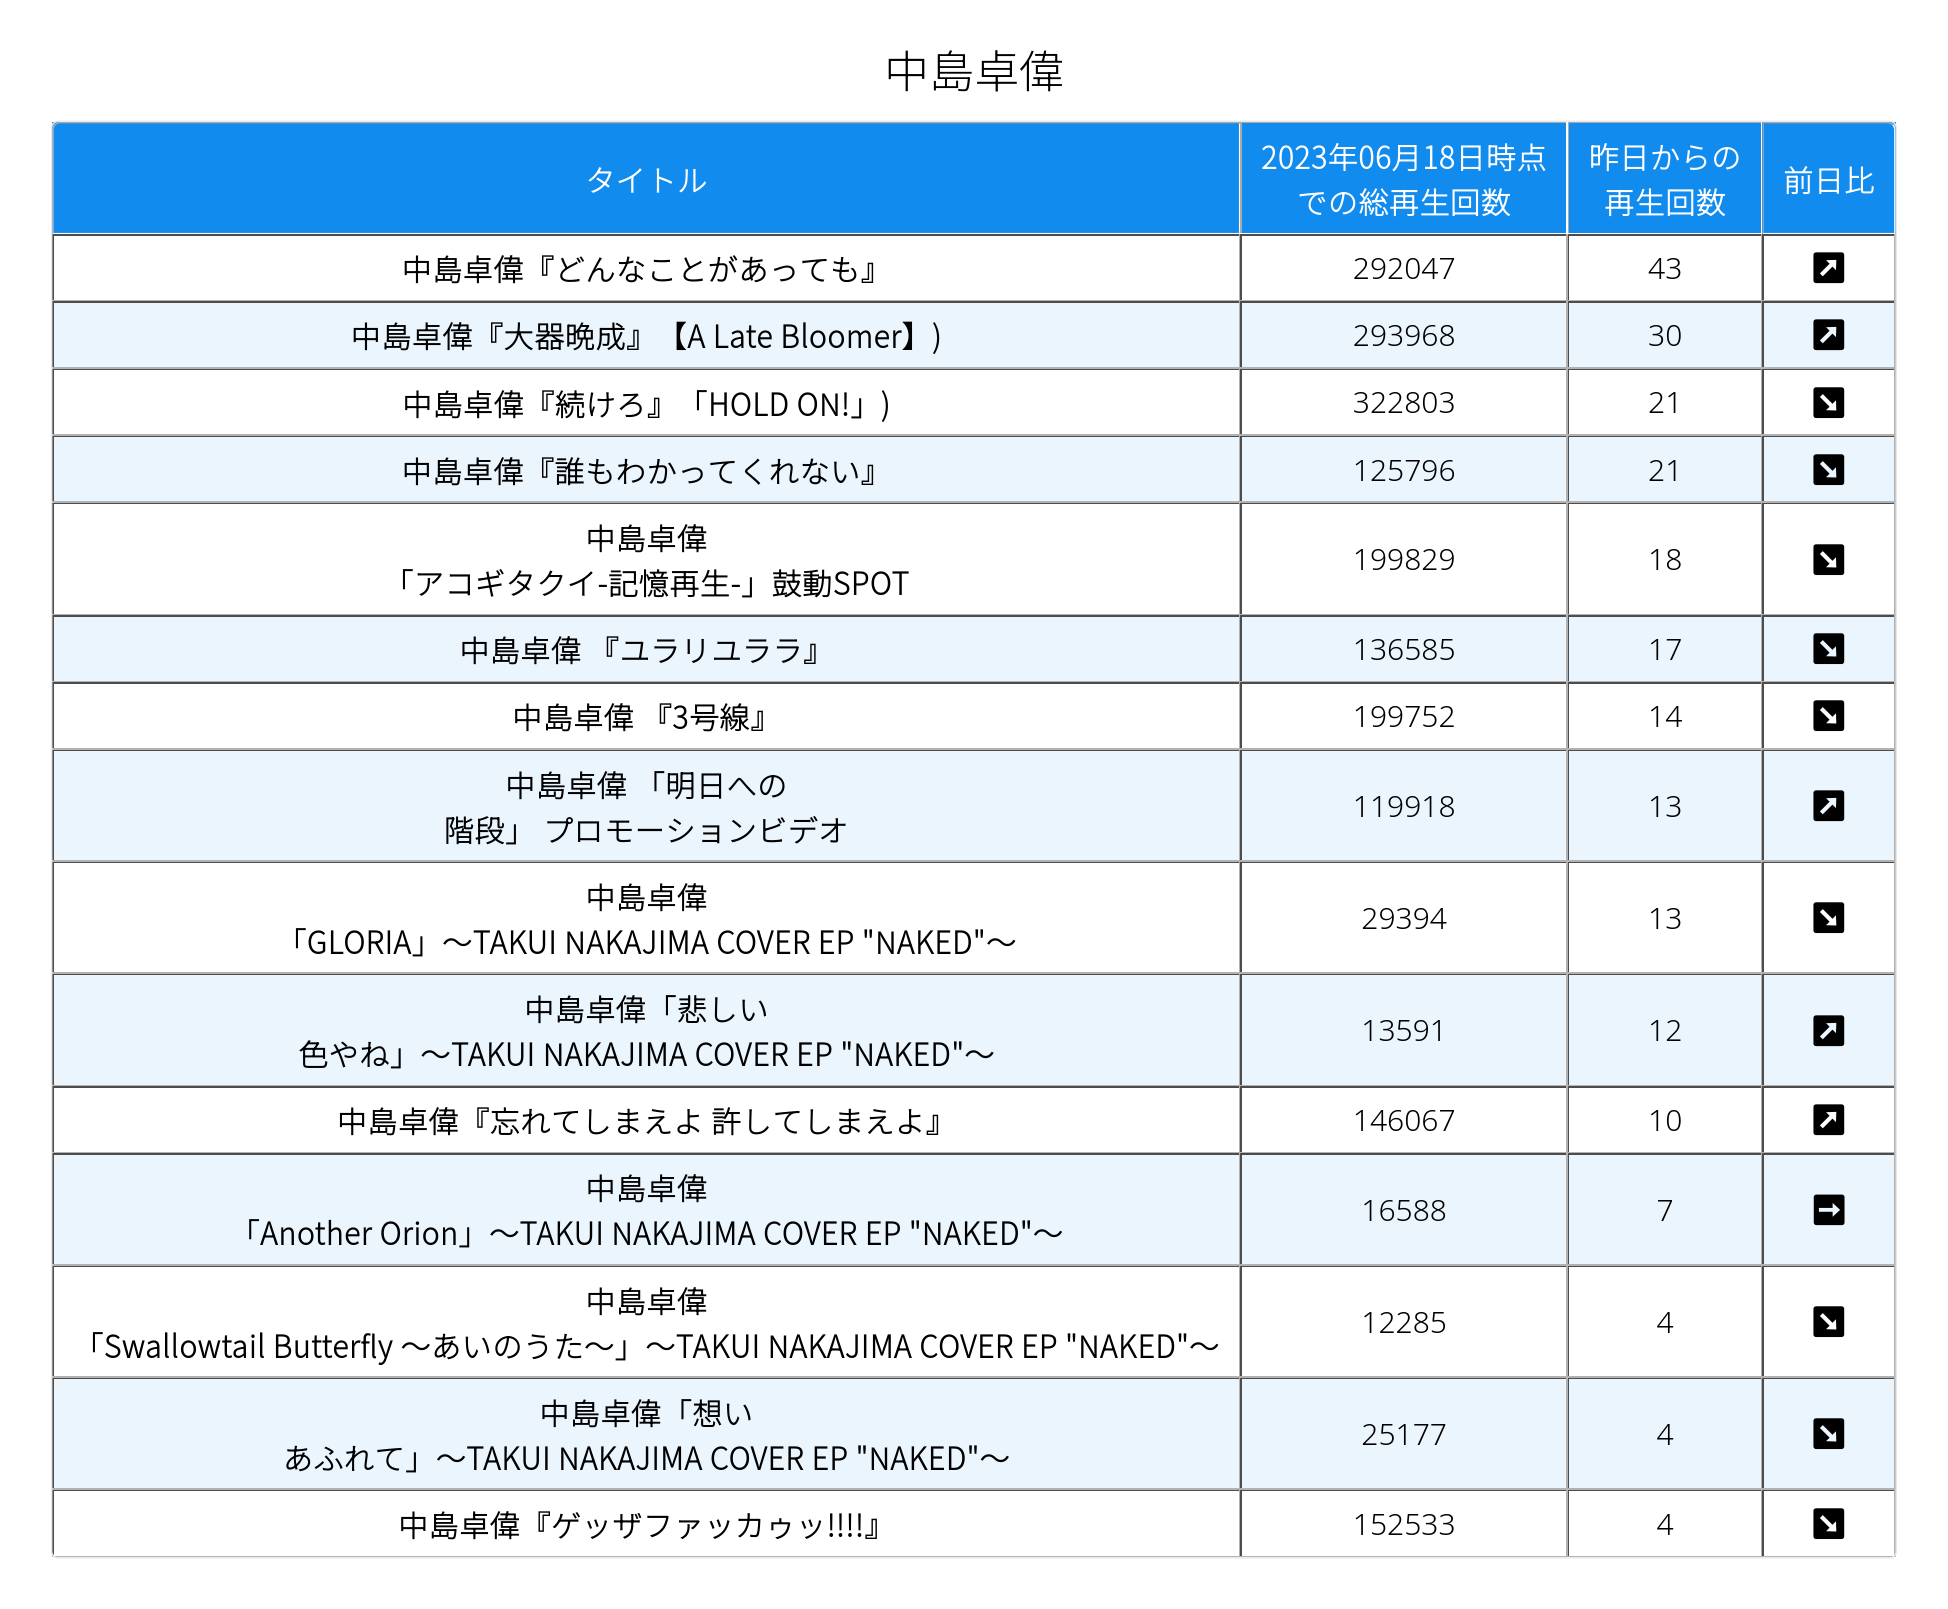 中島卓偉
タイトル
2023年06月18日時点
での総再生回数
昨日からの
再生回数
前日比
中島卓偉『どんなことがあっても』
292047
43
中島卓偉『大器晩成』【A Late Bloomer】)
293968
30
中島卓偉『続けろ』「HOLD ON!」)
322803
21
中島卓偉『誰もわかってくれない』
125796
21
中島卓偉
「アコギタクイ-記憶再生-」鼓動SPOT
199829
18
中島卓偉 『ユラリユララ』
136585
17
中島卓偉 『3号線』
199752
14
中島卓偉 「明日への
階段」 プロモーションビデオ
119918
13
中島卓偉
「GLORIA」～TAKUI NAKAJIMA COVER EP "NAKED"～
29394
13
中島卓偉「悲しい
色やね」～TAKUI NAKAJIMA COVER EP "NAKED"～
13591
12
中島卓偉『忘れてしまえよ 許してしまえよ』
146067
10
中島卓偉
「Another Orion」～TAKUI NAKAJIMA COVER EP "NAKED"～
16588
7
中島卓偉
「Swallowtail Butterfly ～あいのうた～」～TAKUI NAKAJIMA COVER EP "NAKED"～
12285
4
中島卓偉「想い
あふれて」～TAKUI NAKAJIMA COVER EP "NAKED"～
25177
4
中島卓偉『ゲッザファッカゥッ!!!!』
152533
4